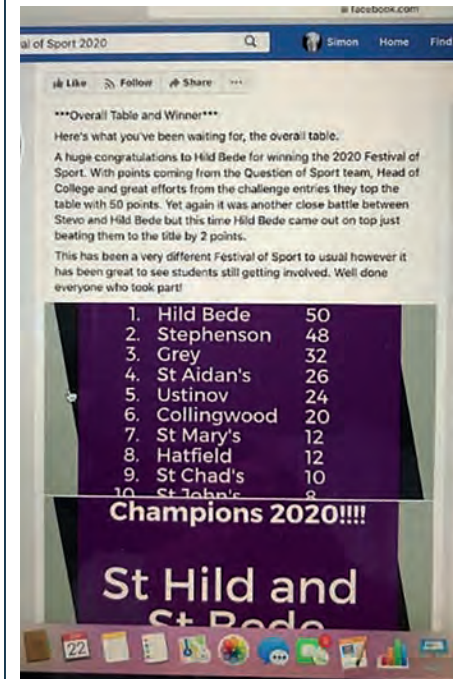 facebook.com
al of Sport 2020
Simon Home Find
Like Follow Share ...
***Overall Table and Winner***
Here's what you've been waiting for, the overall table.
A huge congratulations to Hild Bede for winning the 2020 Festival of
Sport. With points coming from the Question of Sport team, Head of
College and great efforts from the challenge entries they top the
table with 50 points. Yet again it was another close battle between
Stevo and Hild Bede but this time Hild Bede came out on top just
beating them to the title by 2 points.
This has been a very different Festival of Sport to usual however it
has been great to see students still getting involved. Well done
everyone who took part!
1. Hild Bede 50
2. Stephenson 48
3. Grey 32
4. St Aidan's 26
5. Ustinov 24
6. Collingwood 20
7. St Mary's 12
8. Hatfield 12
9. St Chad's 10
10. St John's 8
Champions 2020!!!!
St Hild and
St Bede
22